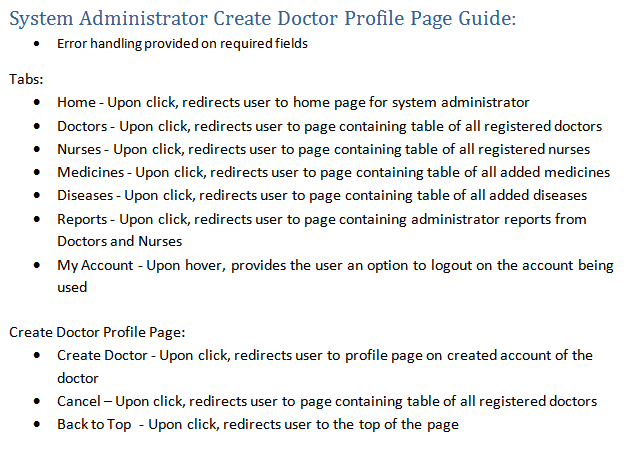 System Administrator Create Doctor Profile Page Guide:
• Error handling provided on required fields
Tabs:
• Home - Upon click, redirects user to home page for system administrator
• Doctors - Upon click, redirects user to page containing table of all registered doctors
• Nurses - Upon click, redirects user to page containing table of all registered nurses
• Medicines - Upon click, redirects user to page containing table of all added medicines
• Diseases - Upon click, redirects user to page containing table of all added diseases
• Reports - Upon click, redirects user to page containing administrator reports from
Doctors and Nurses
• My Account - Upon hover, provides the user an option to logout on the account being
used
Create Doctor Profile Page:
• Create Doctor - Upon click, redirects user to profile page on created account of the
doctor
• Cancel – Upon click, redirects user to page containing table of all registered doctors
• Back to Top - Upon click, redirects user to the top of the page